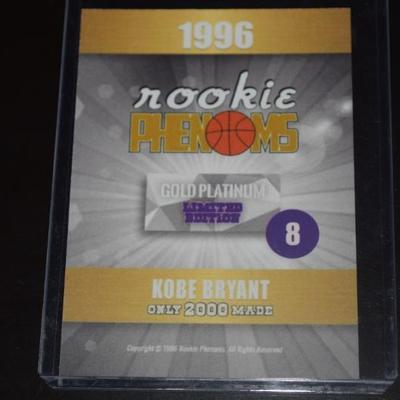 1996
rookie
PHENOMS
GOLD PLATINUM
LIMITED
EDITION
8
KOBE BRYANT
ONLY 2000 MADE
Copyright © 1996 Rookie Phenoms. All Rights Reserved